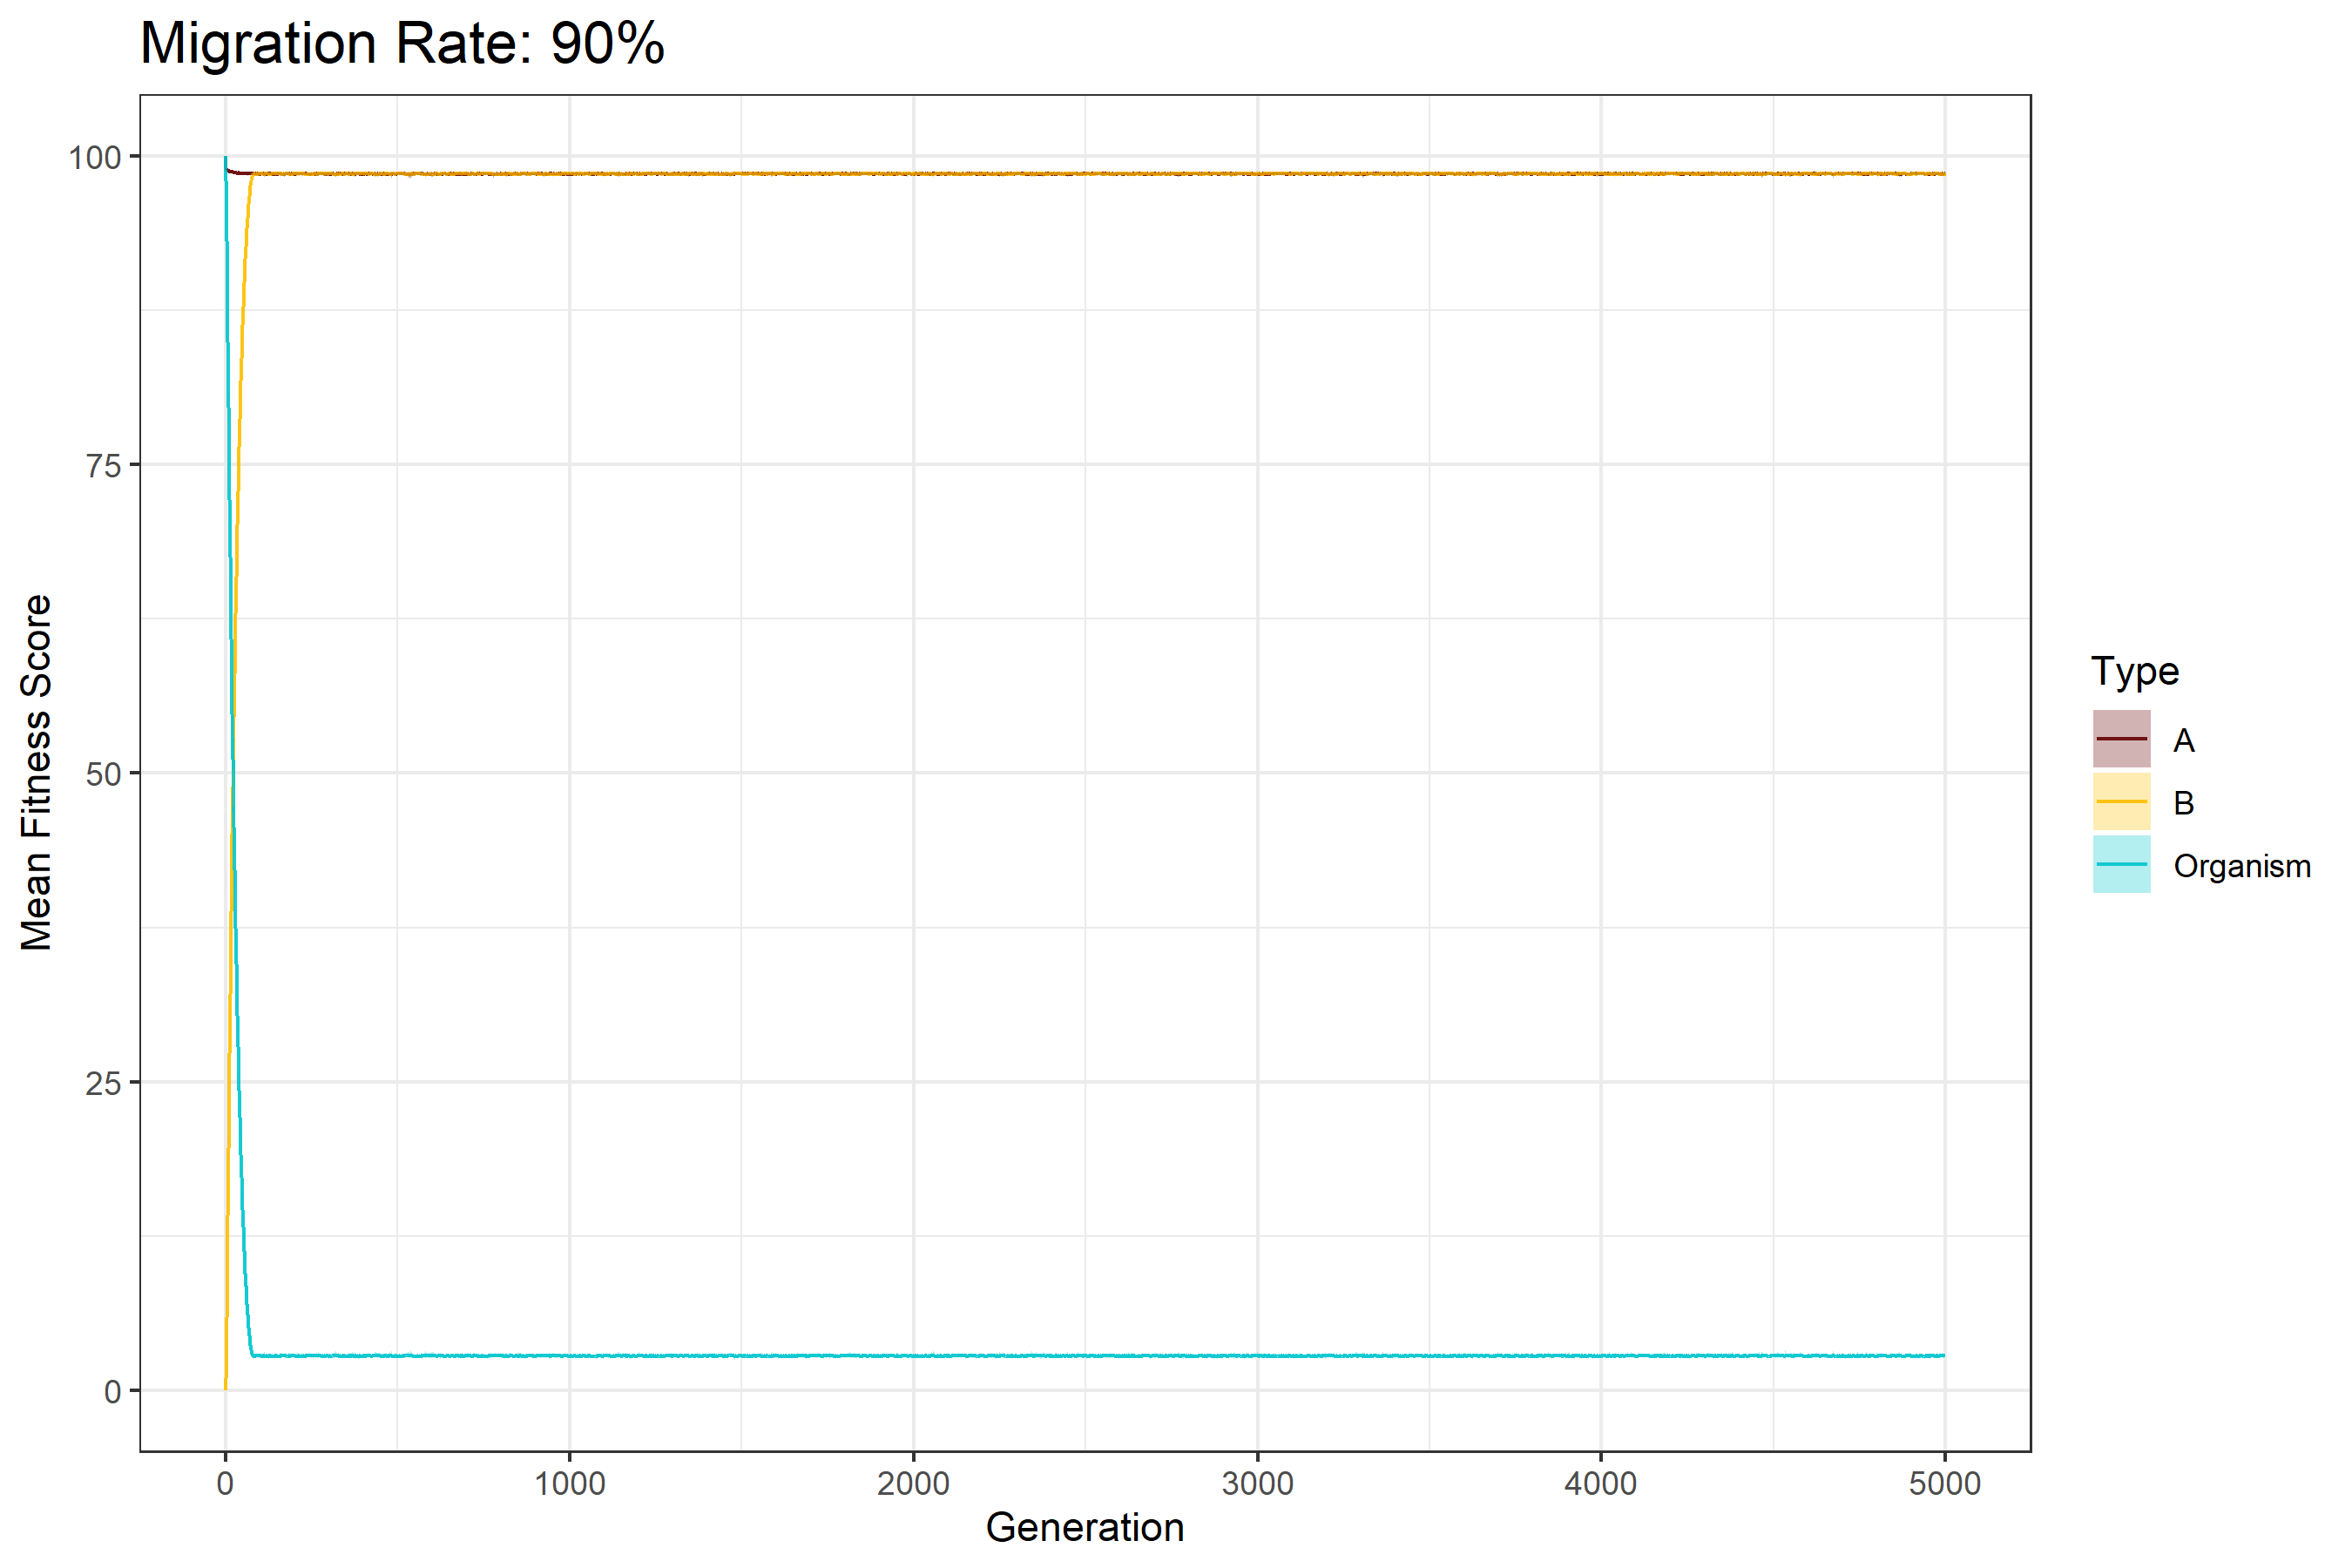 Migration Rate: 90%
100
75
50
25
0
Mean Fitness Score
0 1000 2000 3000 4000 5000
Generation
Type
A
B
Organism